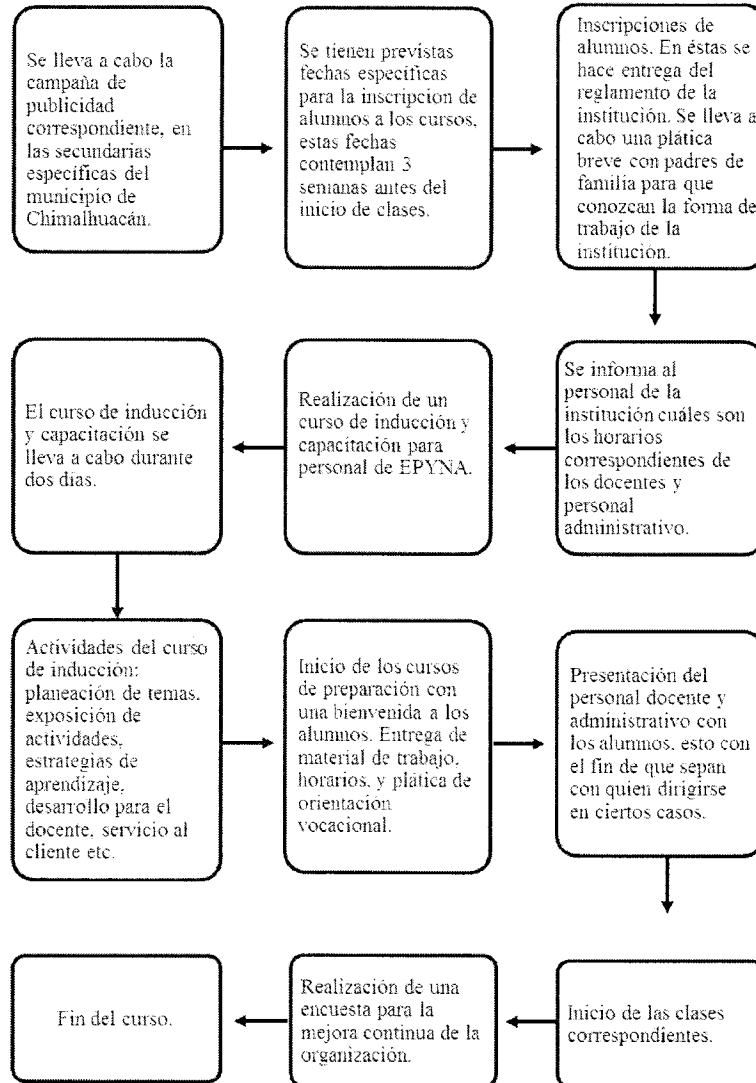 Se lleva a cabo la
campaña de
publicidad
correspondiente, en
las secundarias
específicas del
municipio de
Chimalhuacán.
Se tienen previstas
fechas específicas
para la inscripcion de
alumnos a los cursos,
estas fechas
contemplan 3
semanas antes del
inicio de clases.
Inscripciones de
alumnos. En éstas se
hace entrega del
reglamento de la
institución. Se lleva a
cabo una plática
breve con padres de
familia para que
conozcan la forma de
trabajo de la
institución.
Se informa al
personal de la
institución cuáles son
los horarios
correspondientes de
los docentes y
personal
administrativo.
Realización de un
curso de inducción y
capacitación para
personal de EPYNA.
El curso de inducción
y capacitación se
lleva a cabo durante
dos días.
Actividades del curso
de inducción:
planeación de temas,
exposición de
actividades,
estrategias de
aprendizaje,
desarrollo para el
docente, servicio al
cliente etc.
Inicio de los cursos
de preparación con
una bienvenida a los
alumnos. Entrega de
material de trabajo,
horarios, y plática de
orientación
vocacional.
Presentación del
personal docente y
administrativo con
los alumnos, esto con
el fin de que sepan
con quien dirigirse
en ciertos casos.
Inicio de las clases
correspondientes.
Realización de una
encuesta para la
mejora continua de la
organización.
Fin del curso.